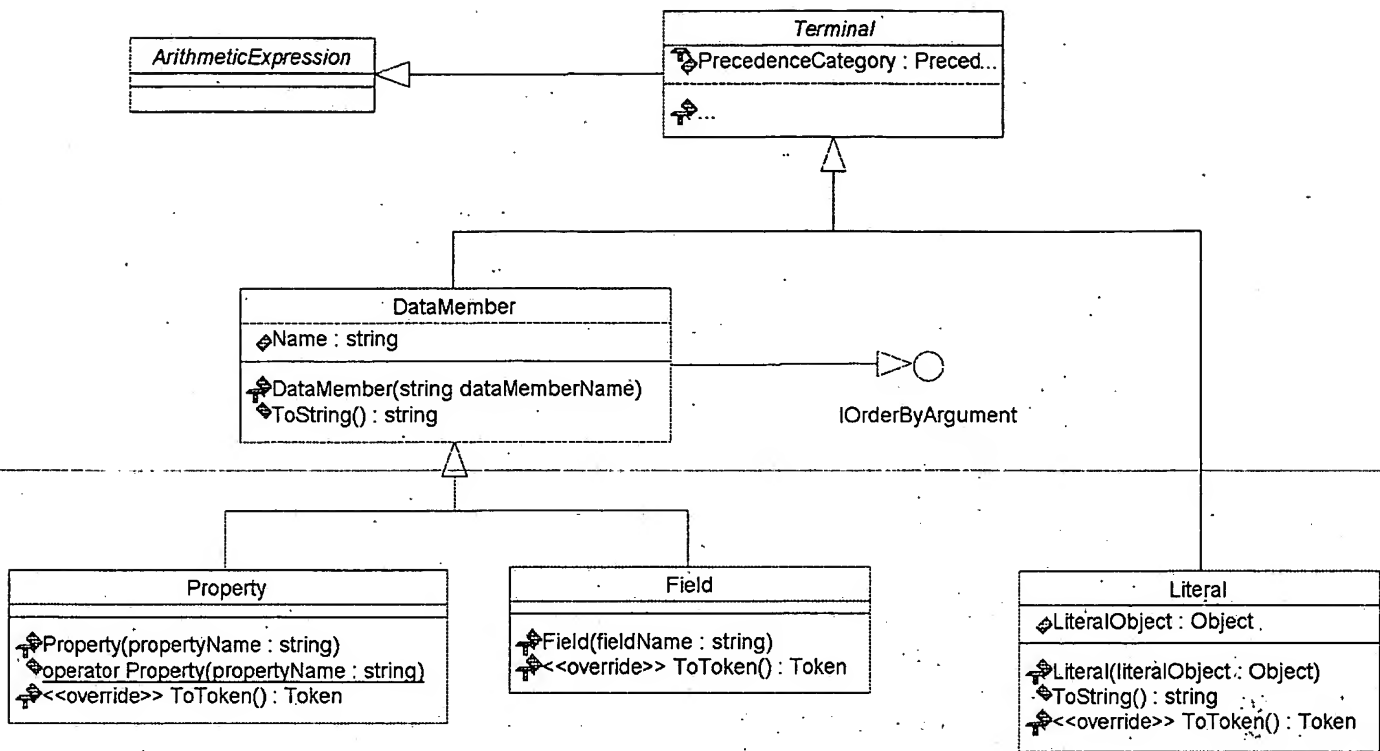 ArithmeticExpression
Terminal
PrecedenceCategory : Preced...
...
DataMember
Name : string
DataMember(string dataMemberName)
ToString() : string
IOrderByArgument
Property
Property(propertyName : string)
operator Property(propertyName : string)
<<override>> ToToken() : Token
Field
Field(fieldName : string)
<<override>> ToToken() : Token
Literal
LiteralObject : Object
Literal(literalObject : Object)
ToString() : string
<<override>> ToToken() : Token